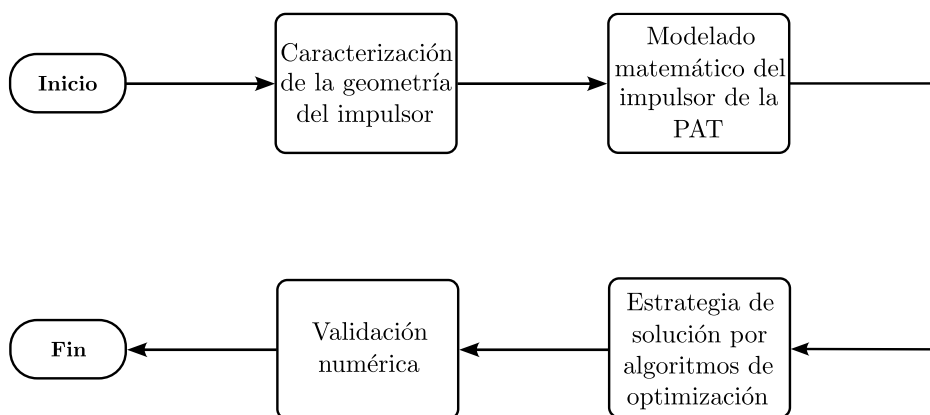 Inicio
Caracterización
de la geometría
del impulsor
Modelado
matemático del
impulsor de la
PAT
Estrategia de
solución por
algoritmos de
optimización
Validación
numérica
Fin